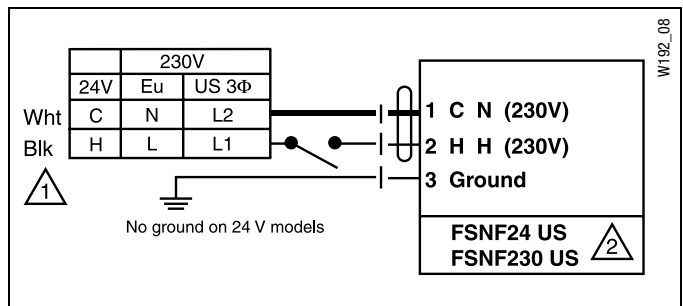 W192_08
230V
24V Eu US 3Φ
Wht C N L2
Blk H L L1
1
No ground on 24 V models
1 C N (230V)
2 H H (230V)
3 Ground
FSNF24 US
FSNF230 US
2